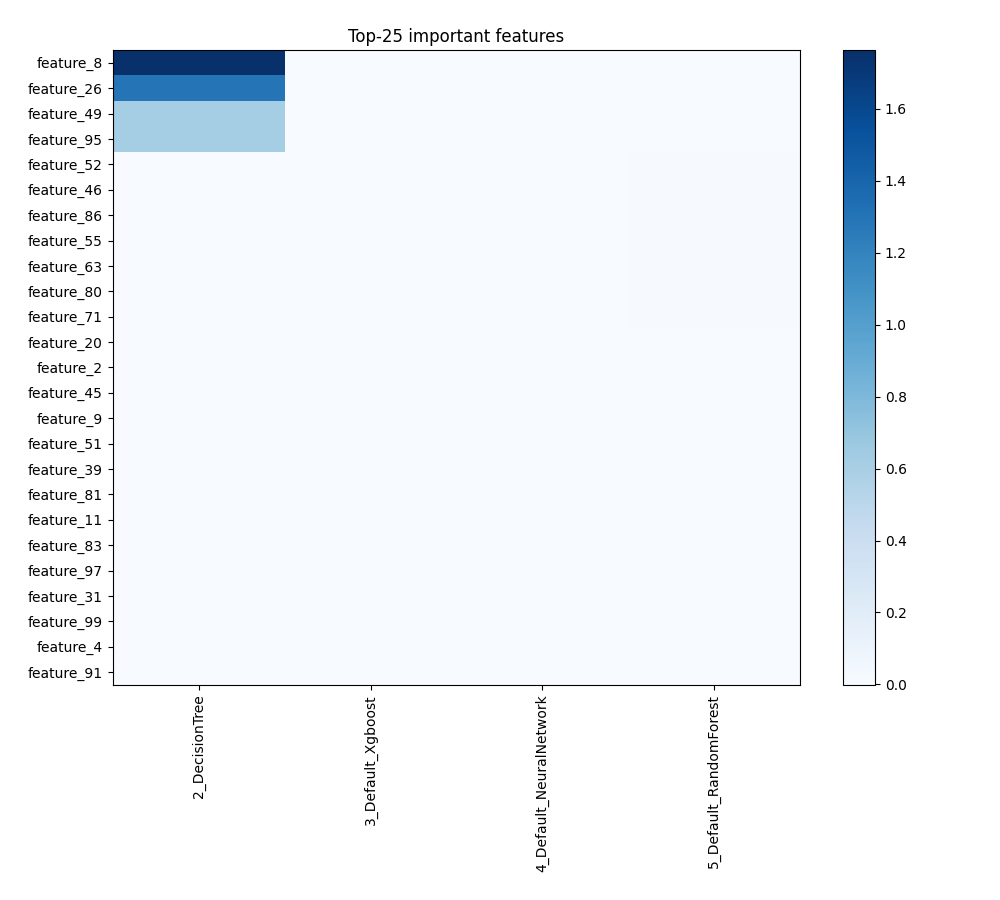 Top-25 important features
feature_8
feature_26
feature_49
feature_95
feature_52
feature_46
feature_86
feature_55
feature_63
feature_80
feature_71
feature_20
feature_2
feature_45
feature_9
feature_51
feature_39
feature_81
feature_11
feature_83
feature_97
feature_31
feature_99
feature_4
feature_91
2_DecisionTree
3_Default_Xgboost
4_Default_NeuralNetwork
5_Default_RandomForest
1.6
1.4
1.2
1.0
0.8
0.6
0.4
0.2
0.0